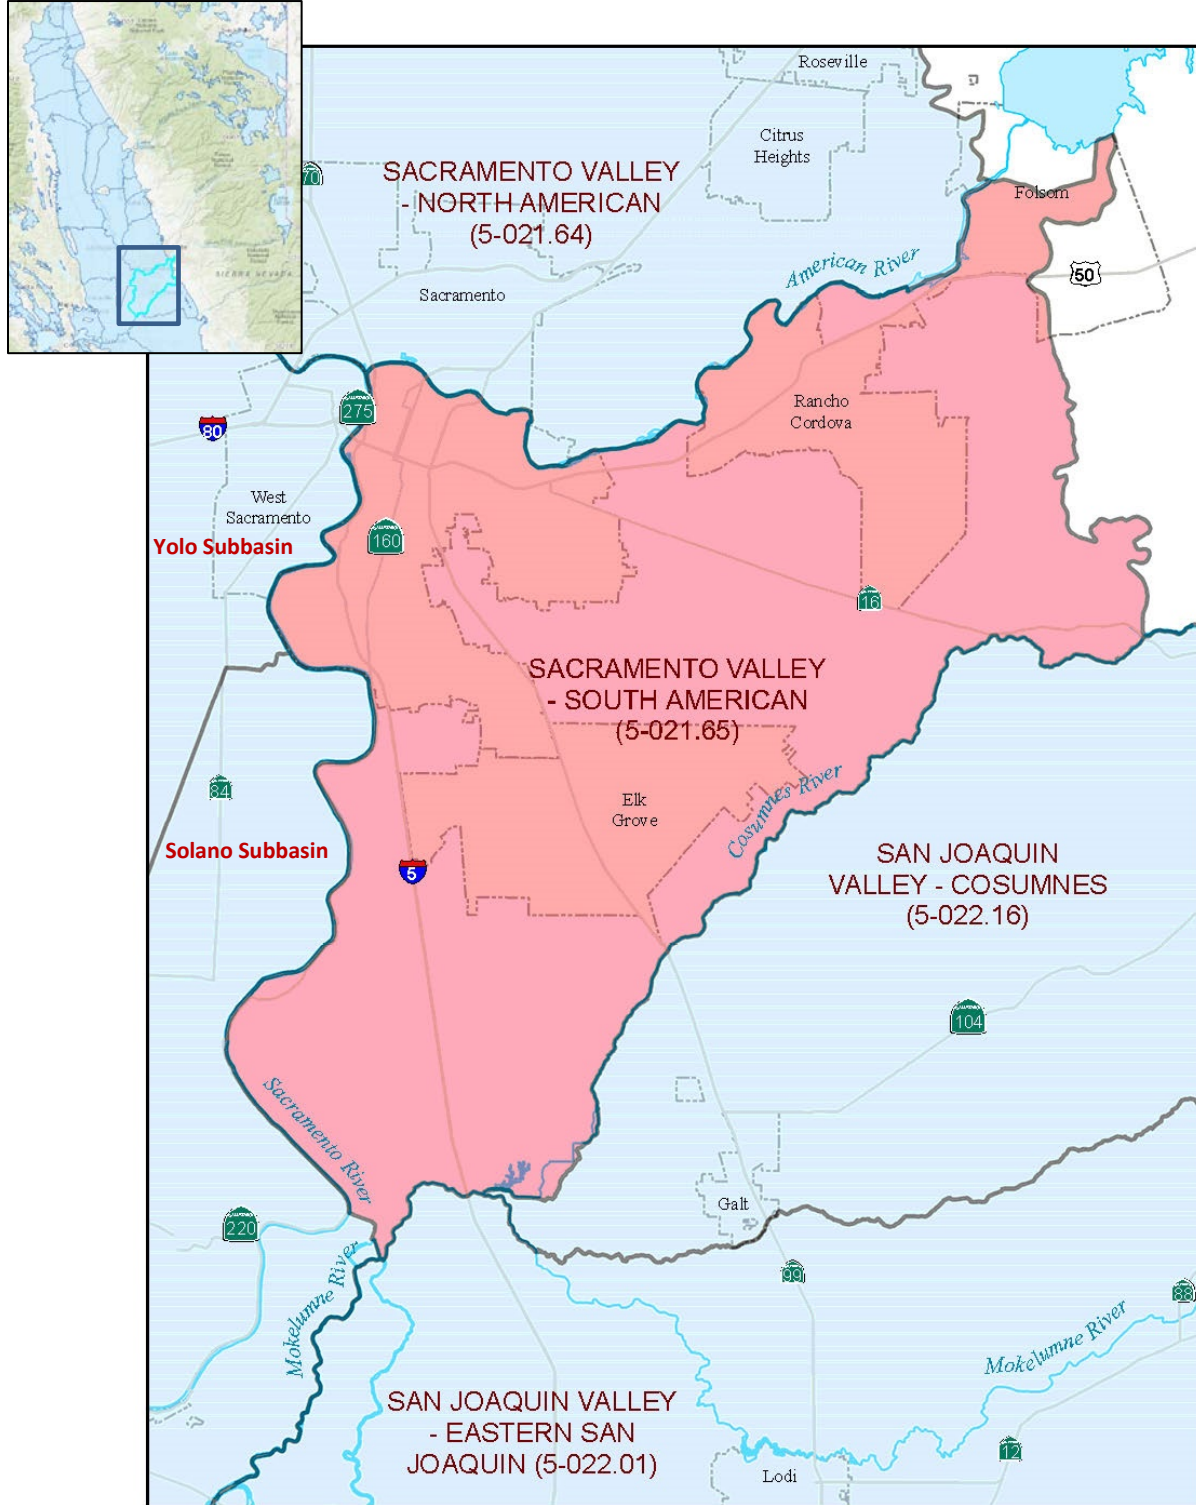 Roseville
Citrus
Heights
70
SACRAMENTO VALLEY
- NORTH AMERICAN
(5-021.64)
Folsom
American River
50
SIERRA NEVADA
Sacramento
275
80
Rancho
Cordova
West
Sacramento
160
Yolo Subbasin
16
SACRAMENTO VALLEY
- SOUTH AMERICAN
(5-021.65)
84
Elk
Grove
Cosumnes River
Solano Subbasin
5
SAN JOAQUIN
VALLEY - COSUMNES
(5-022.16)
104
Sacramento River
Galt
220
99
88
Mokelumne River
Mokelumne River
SAN JOAQUIN VALLEY
- EASTERN SAN
JOAQUIN (5-022.01)
12
Lodi